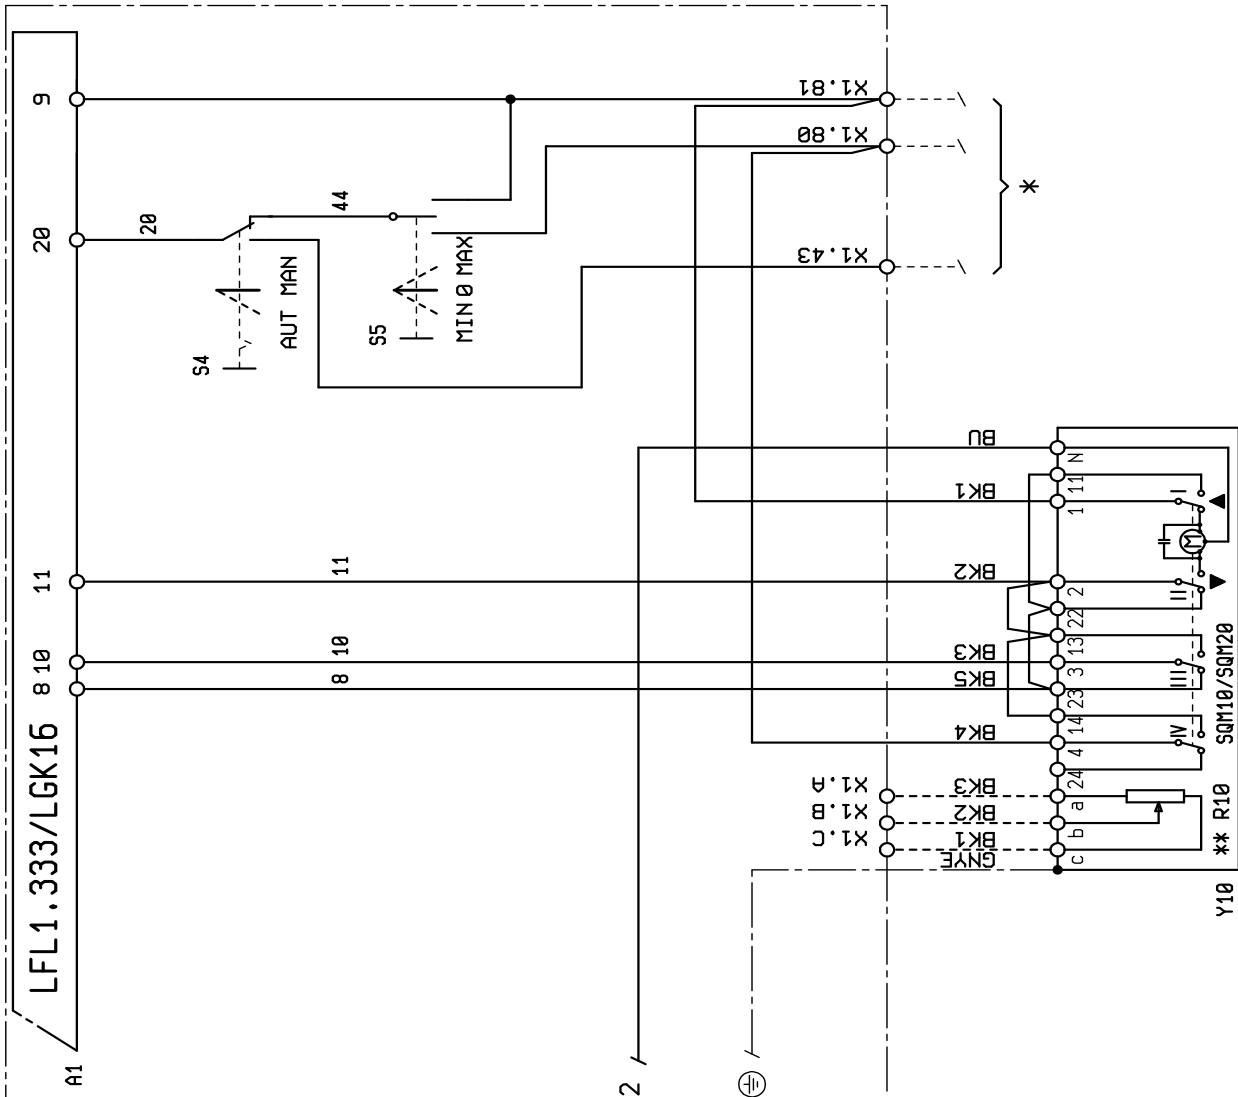 LFL1.333/LGK16
A1
8
10
11
20
9
8
10
11
20
44
S4
AUT MAN
S5
MIN 0 MAX
X1.81
X1.80
X1.43
*
BU
BK1
BK2
BK3
BK5
BK4
X1.A
BK3
X1.B
BK2
X1.C
BK1
GNYE
N
11
1
2
22
13
3
23
14
4
24
a
b
c
I
M
II
III
IV
SQM10/SQM20
** R10
Y10
2